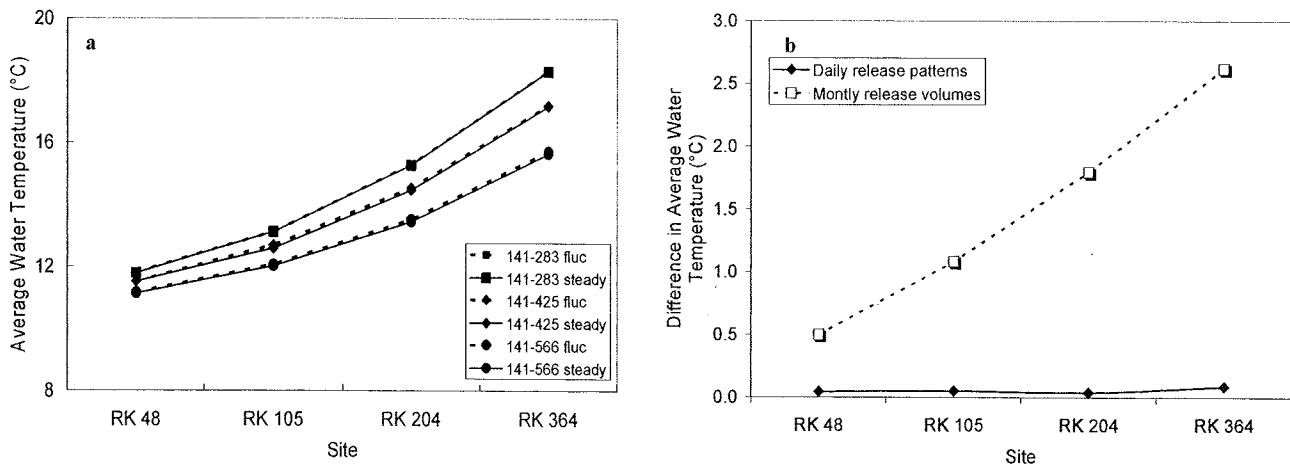 a
Average Water Temperature (°C)
20
16
12
8
141-283 fluc
141-283 steady
141-425 fluc
141-425 steady
141-566 fluc
141-566 steady
RK 48
RK 105
RK 204
RK 364
Site
b
Difference in Average Water
Temperature (°C)
3.0
2.5
2.0
1.5
1.0
0.5
0.0
Daily release patterns
Montly release volumes
RK 48
RK 105
RK 204
RK 364
Site